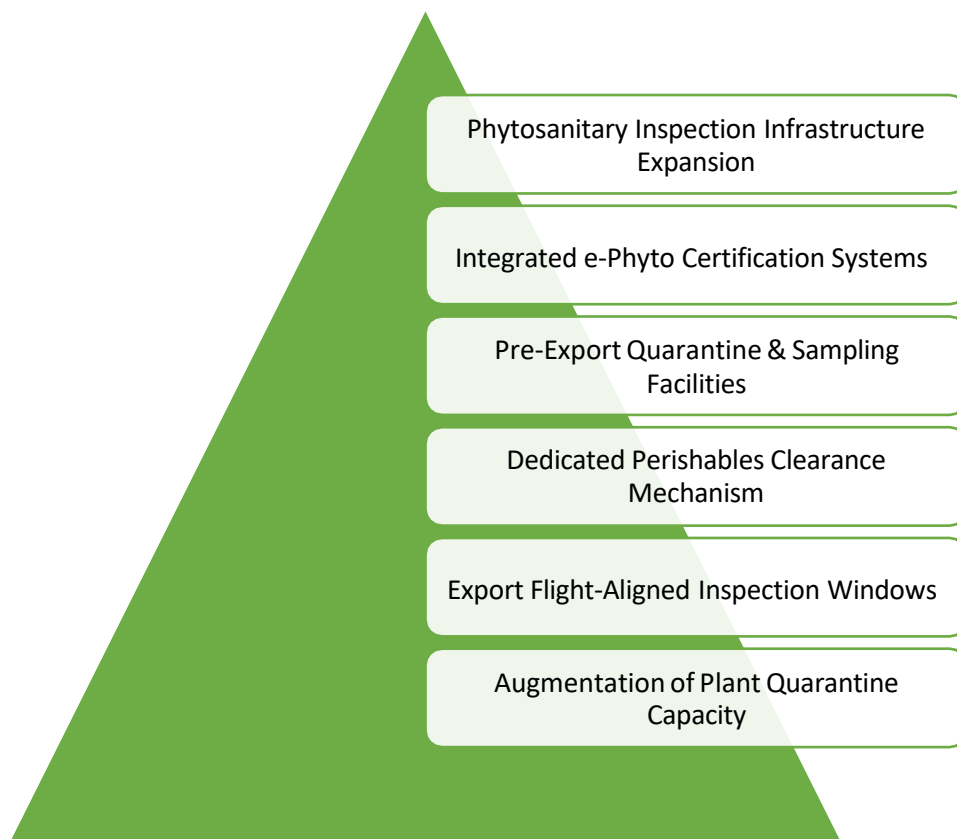 Phytosanitary Inspection Infrastructure
Expansion
Integrated e-Phyto Certification Systems
Pre-Export Quarantine & Sampling
Facilities
Dedicated Perishables Clearance
Mechanism
Export Flight-Aligned Inspection Windows
Augmentation of Plant Quarantine
Capacity